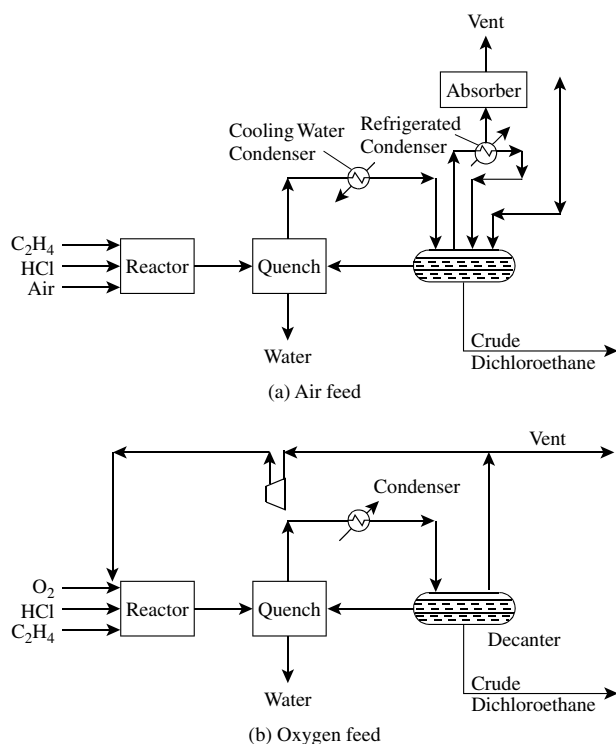 Vent
Absorber
Refrigerated
Condenser
Cooling Water
Condenser
C₂H₄
HCl
Air
Reactor
Quench
Water
Crude
Dichloroethane
(a) Air feed
Vent
Condenser
O₂
HCl
C₂H₄
Reactor
Quench
Decanter
Water
Crude
Dichloroethane
(b) Oxygen feed